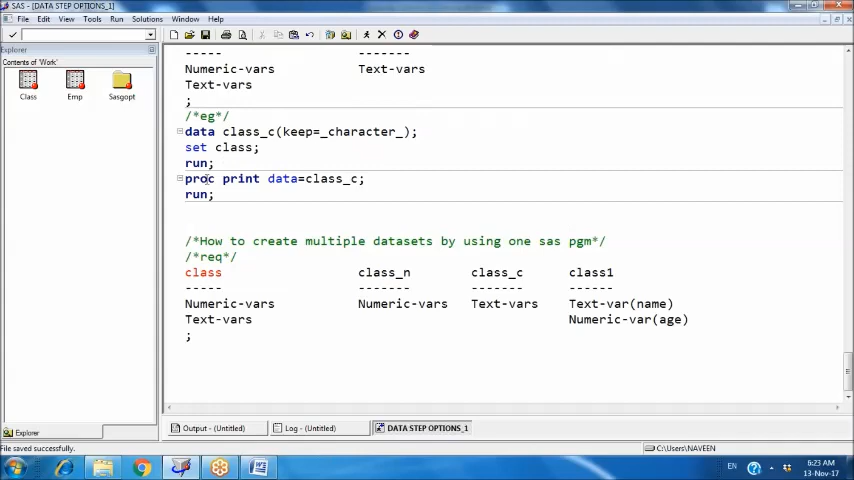 SAS - [DATA STEP OPTIONS_1]
File Edit View Tools Run Solutions Window Help
Explorer
Contents of 'Work'
Class Emp Sasgopt
----- -------
Numeric-vars Text-vars
Text-vars
;
/*eg*/
data class_c(keep=_character_);
set class;
run;
proc print data=class_c;
run;
/*How to create multiple datasets by using one sas pgm*/
/*req*/
class class_n class_c class1
----- ------- ------- ------
Numeric-vars Numeric-vars Text-vars Text-var(name)
Text-vars Numeric-var(age)
;
Explorer
Output - (Untitled) Log - (Untitled) DATA STEP OPTIONS_1
File saved successfully. C:\Users\NAVEEN
EN 6:23 AM
13-Nov-17